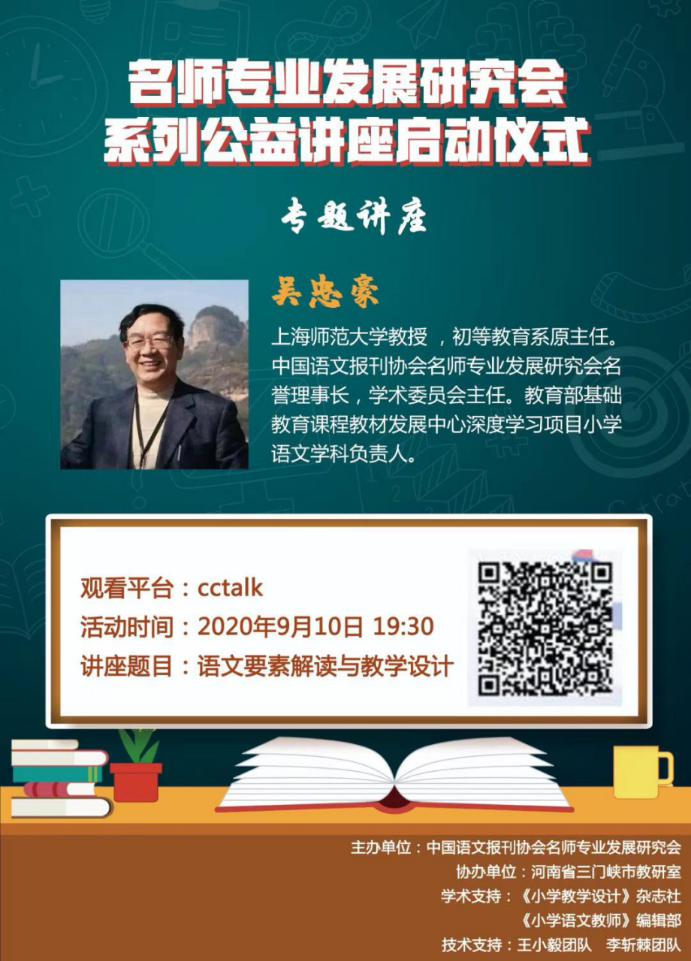 名师专业发展研究会
系列公益讲座启动仪式
专题讲座
吴忠豪
上海师范大学教授，初等教育系原主任。
中国语文报刊协会名师专业发展研究会名
誉理事长，学术委员会主任。教育部基础
教育课程教材发展中心深度学习项目小学
语文学科负责人。
观看平台：cctalk
活动时间：2020年9月10日 19:30
讲座题目：语文要素解读与教学设计
主办单位：中国语文报刊协会名师专业发展研究会
协办单位：河南省三门峡市教研室
学术支持：《小学教学设计》杂志社
《小学语文教师》编辑部
技术支持：王小毅团队 李斩棘团队